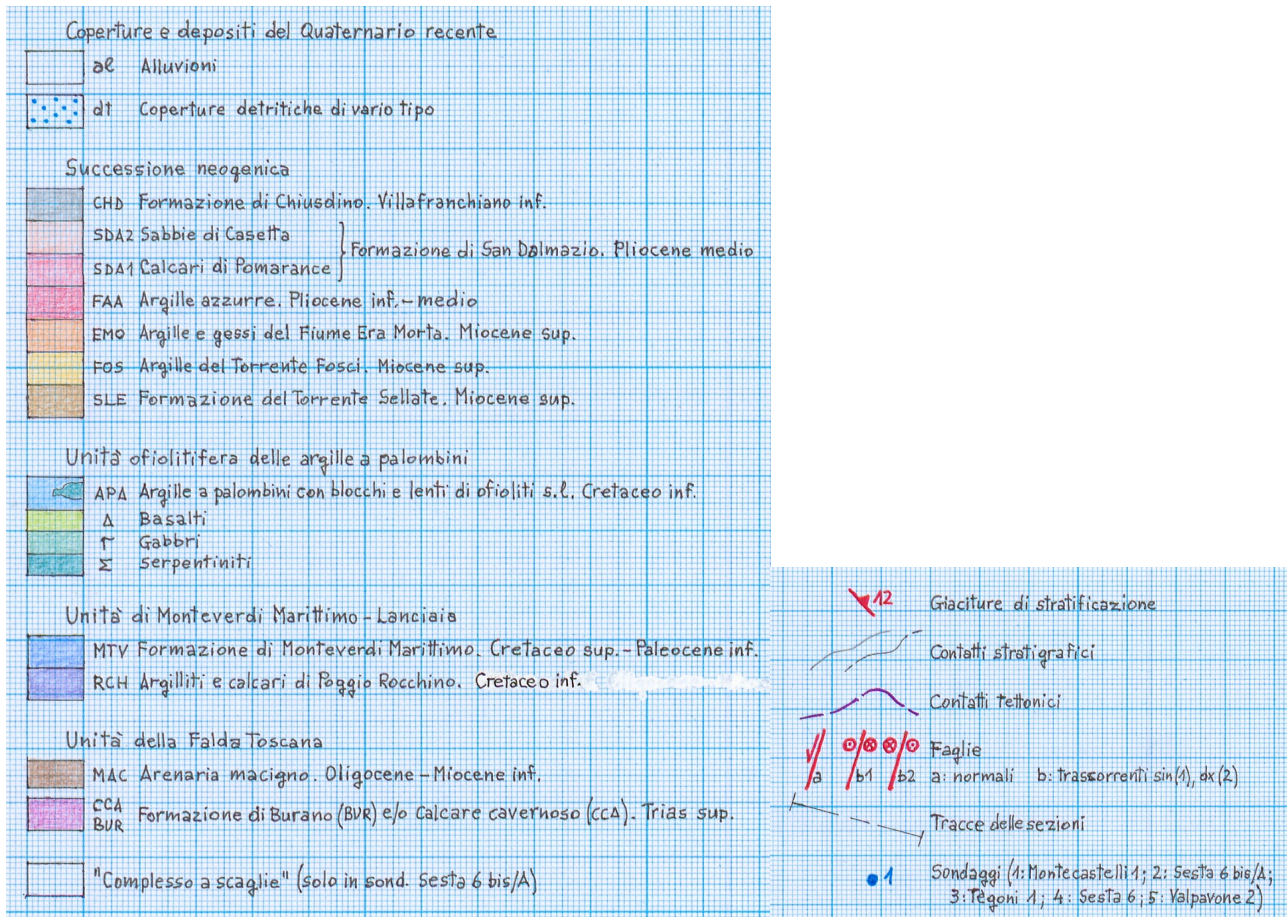 Coperture e depositi del Quaternario recente
al Alluvioni
dt Coperture detritiche di vario tipo
Successione neogenica
CHD Formazione di Chiusdino. Villafranchiano inf.
SDA2 Sabbie di Casetta
Formazione di San Dalmazio. Pliocene medio
SDA1 Calcari di Pomarance
FAA Argille azzurre. Pliocene inf.-medio
EMO Argille e gessi del Fiume Era Morta. Miocene sup.
FOS Argille del Torrente Fosci. Miocene sup.
SLE Formazione del Torrente Sellate. Miocene sup.
Unità ofiolitifera delle argille a palombini
APA Argille a palombini con blocchi e lenti di ofioliti s.l. Cretaceo inf.
Δ Basalti
Γ Gabbri
Σ Serpentiniti
Unità di Monteverdi Marittimo - Lanciaia
MTV Formazione di Monteverdi Marittimo. Cretaceo sup. - Paleocene inf.
RCH Argilliti e calcari di Poggio Rocchino. Cretaceo inf.
Unità della Falda Toscana
MAC Arenaria macigno. Oligocene - Miocene inf.
CCA
BUR Formazione di Burano (BUR) e/o Calcare cavernoso (CCA). Trias sup.
"Complesso a scaglie" (solo in sond. Sesta 6 bis/A)
12 Giaciture di stratificazione
Contatti stratigrafici
Contatti tettonici
Faglie
a b1 b2 a: normali b: trascorrenti sin(1), dx(2)
Tracce delle sezioni
1 Sondaggi (1: Montecastelli 1; 2: Sesta 6 bis/A;
3: Tegoni 1; 4: Sesta 6; 5: Valpavone 2)